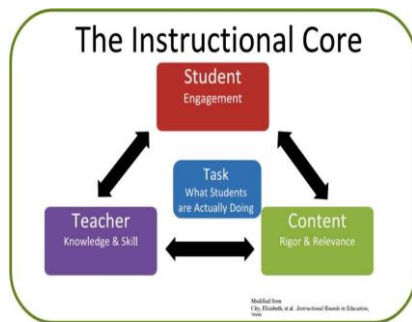 The Instructional Core
Student
Engagement
Task
What Students
are Actually Doing
Teacher
Knowledge & Skill
Content
Rigor & Relevance
Modified from
City, Elizabeth, et al. Instructional Rounds in Education,